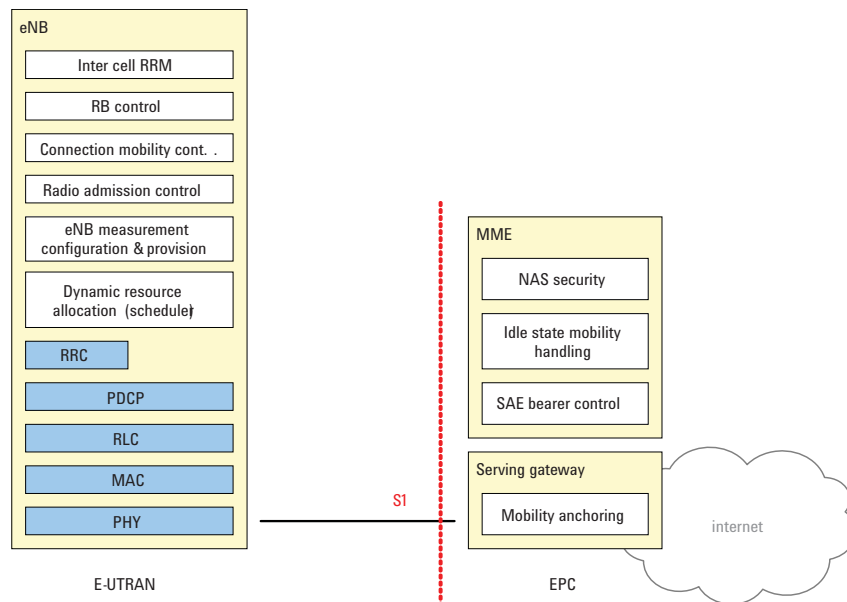 eNB
Inter cell RRM
RB control
Connection mobility cont. .
Radio admission control
eNB measurement
configuration & provision
Dynamic resource
allocation (scheduler)
RRC
PDCP
RLC
MAC
PHY
E-UTRAN
S1
MME
NAS security
Idle state mobility
handling
SAE bearer control
Serving gateway
Mobility anchoring
EPC
internet